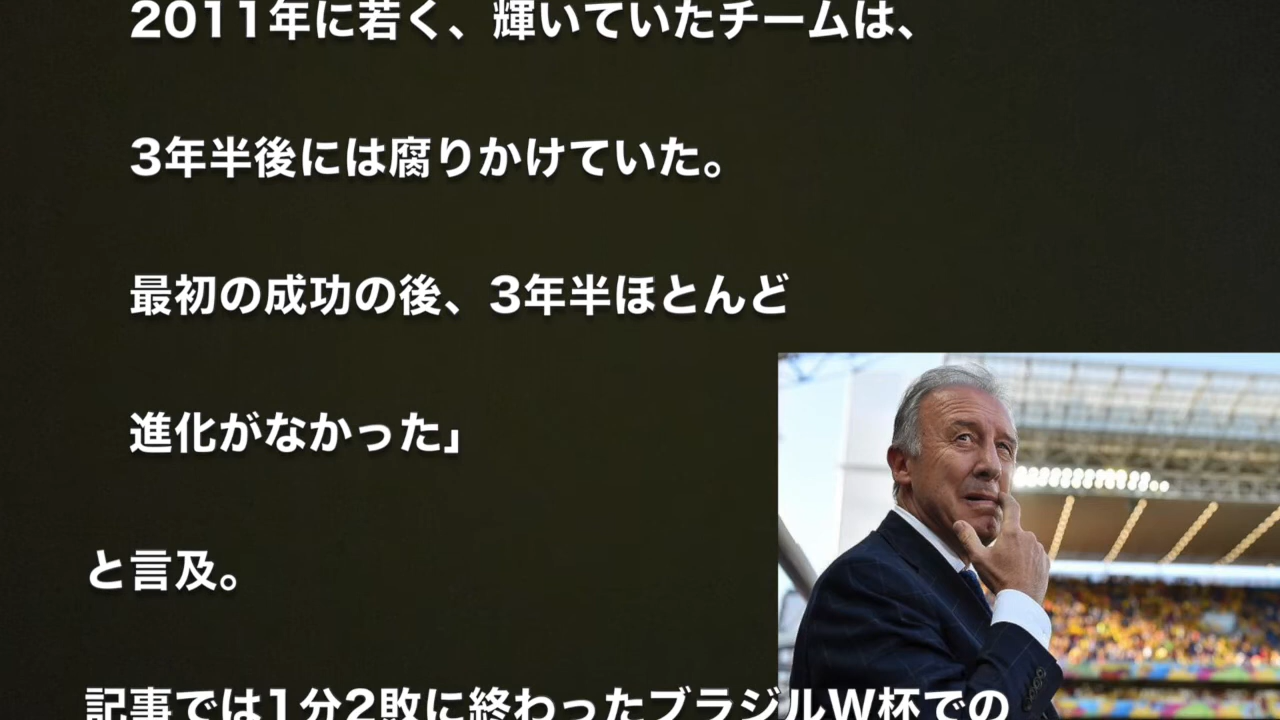 2011年に若く、輝いていたチームは、
3年半後には腐りかけていた。
最初の成功の後、3年半ほとんど
進化がなかった」
と言及。
記事では1分2敗に終わったブラジルW杯での